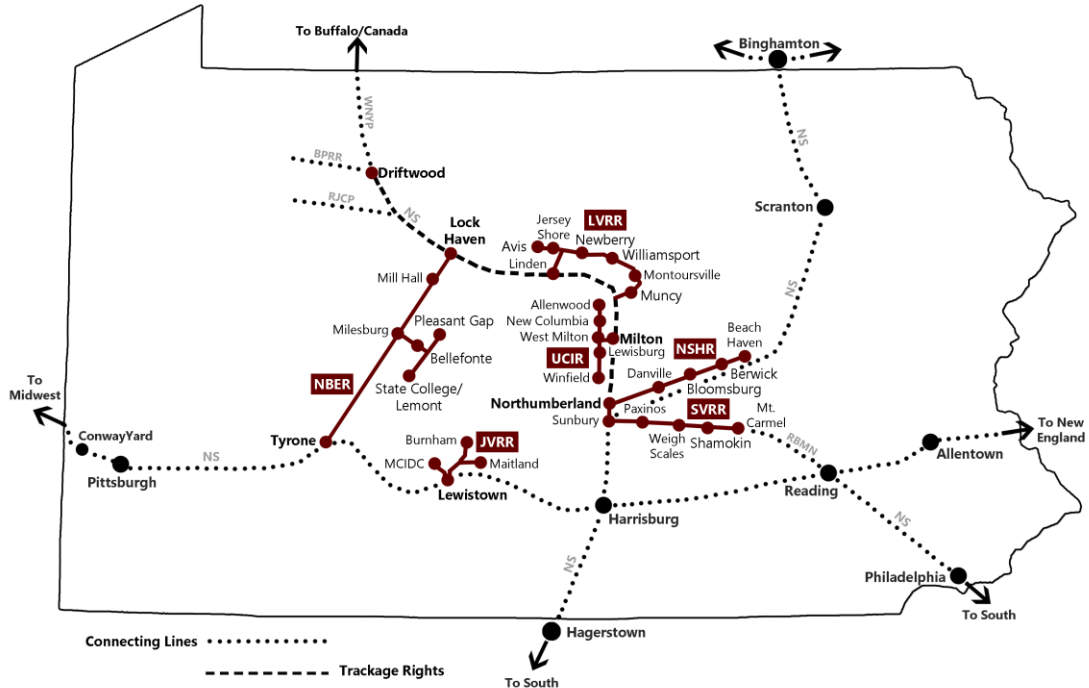 To Buffalo/Canada
Binghamton
WNYP
NS
BPRR
Driftwood
RJCP
NS
Scranton
Lock
Haven
Jersey
Shore
LVRR
Avis
Newberry
Williamsport
Linden
Montoursville
Mill Hall
Muncy
NS
Allenwood
New Columbia
Milesburg
Pleasant Gap
West Milton
Milton
Beach
Haven
Bellefonte
UCIR
Lewisburg
NSHR
Winfield
Danville
Berwick
Bloomsburg
NBER
State College/
Lemont
To
Midwest
Northumberland
Sunbury
Paxinos
SVRR
Mt.
Carmel
Weigh
Scales
Shamokin
RBMN
To New
England
ConwayYard
Tyrone
Burnham
JVRR
Allentown
NS
MCIDC
Maitland
Pittsburgh
Lewistown
Reading
Harrisburg
NS
NS
Philadelphia
To South
Hagerstown
To South
Connecting Lines
Trackage Rights